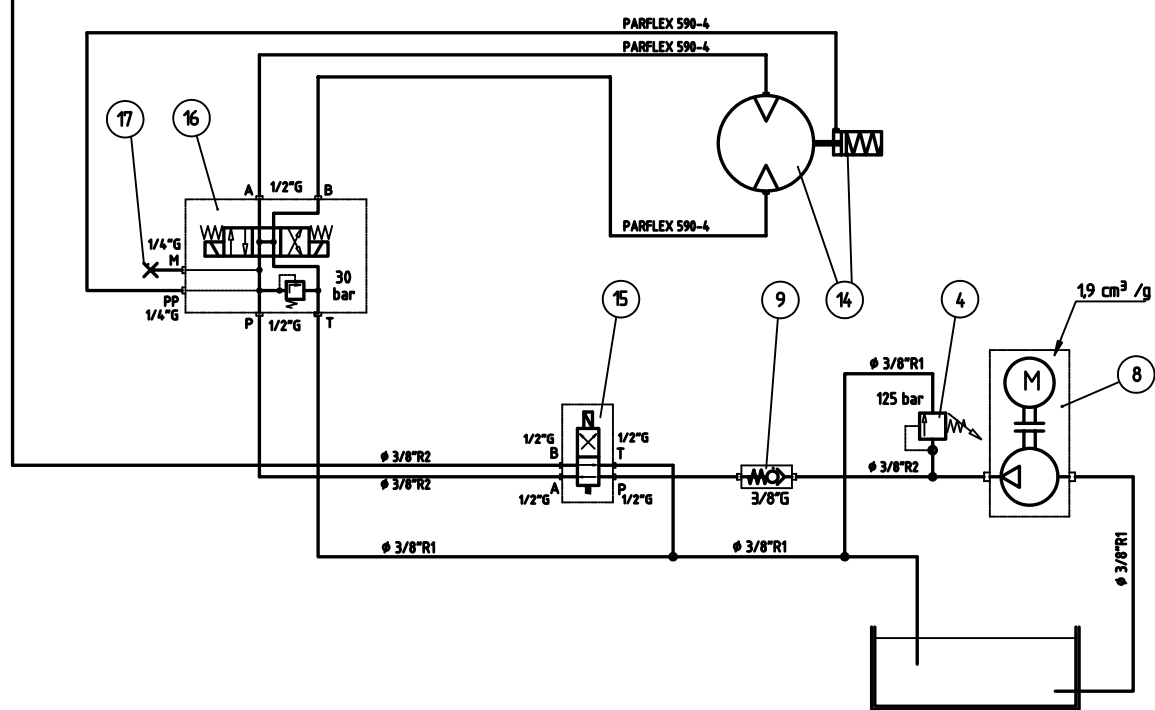 PARFLEX 590-4
PARFLEX 590-4
17
16
A 1/2"G B
PARFLEX 590-4
1/4"G
M
30
bar
PP
1/4"G
P 1/2"G T
15
9
14
4
1,9 cm³ /g
M
8
ϕ 3/8"R1
125 bar
1/2"G 1/2"G
B T
ϕ 3/8"R2
ϕ 3/8"R2
ϕ 3/8"R2
A P
1/2"G 1/2"G
3/8"G
ϕ 3/8"R1
ϕ 3/8"R1
ϕ 3/8"R1